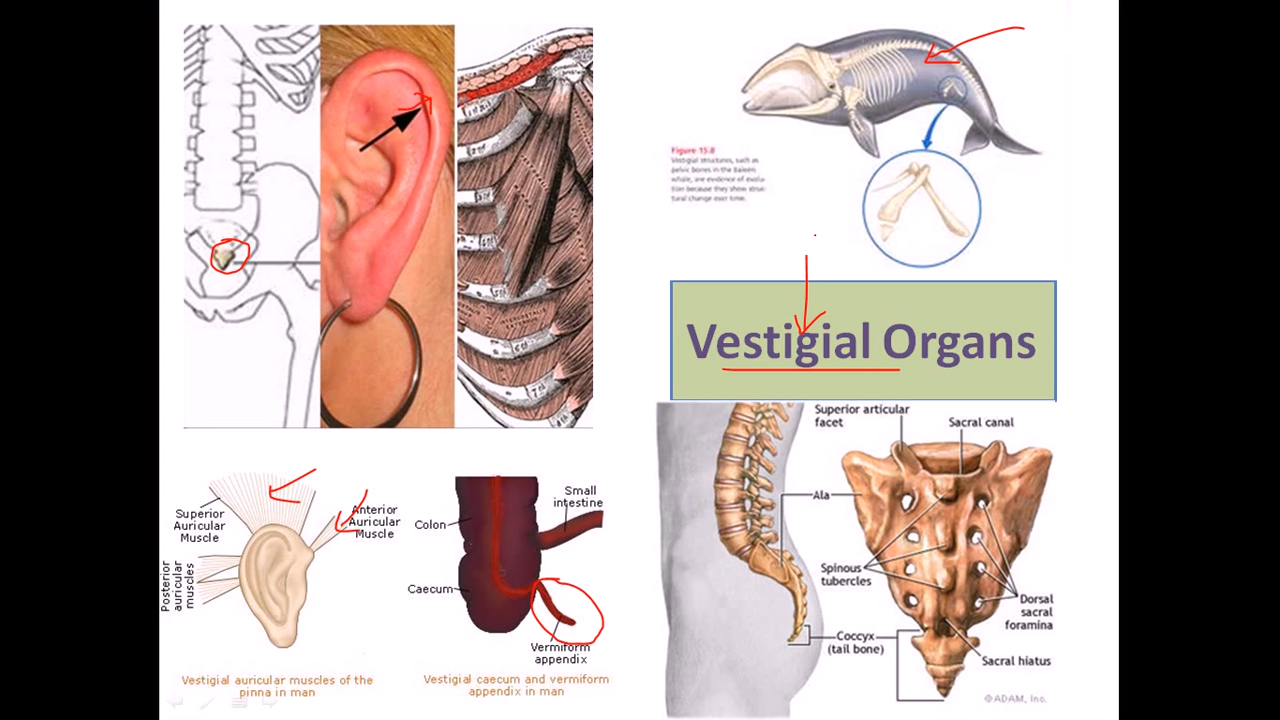 Figure 15.8
Vestigial structures, such as
pelvic bones in the Baleen
whale, are evidence of evolu-
tion because they show struc-
tural change over time.
Vestigial Organs
Superior Auricular Muscle
Anterior Auricular Muscle
Posterior auricular muscles
Vestigial auricular muscles of the
pinna in man
Colon
Small
intestine
Caecum
Vermiform
appendix
Vestigial caecum and vermiform
appendix in man
Superior articular
facet
Sacral canal
Ala
Spinous
tubercles
Dorsal
sacral
foramina
Coccyx
(tail bone)
Sacral hiatus
©ADAM, Inc.